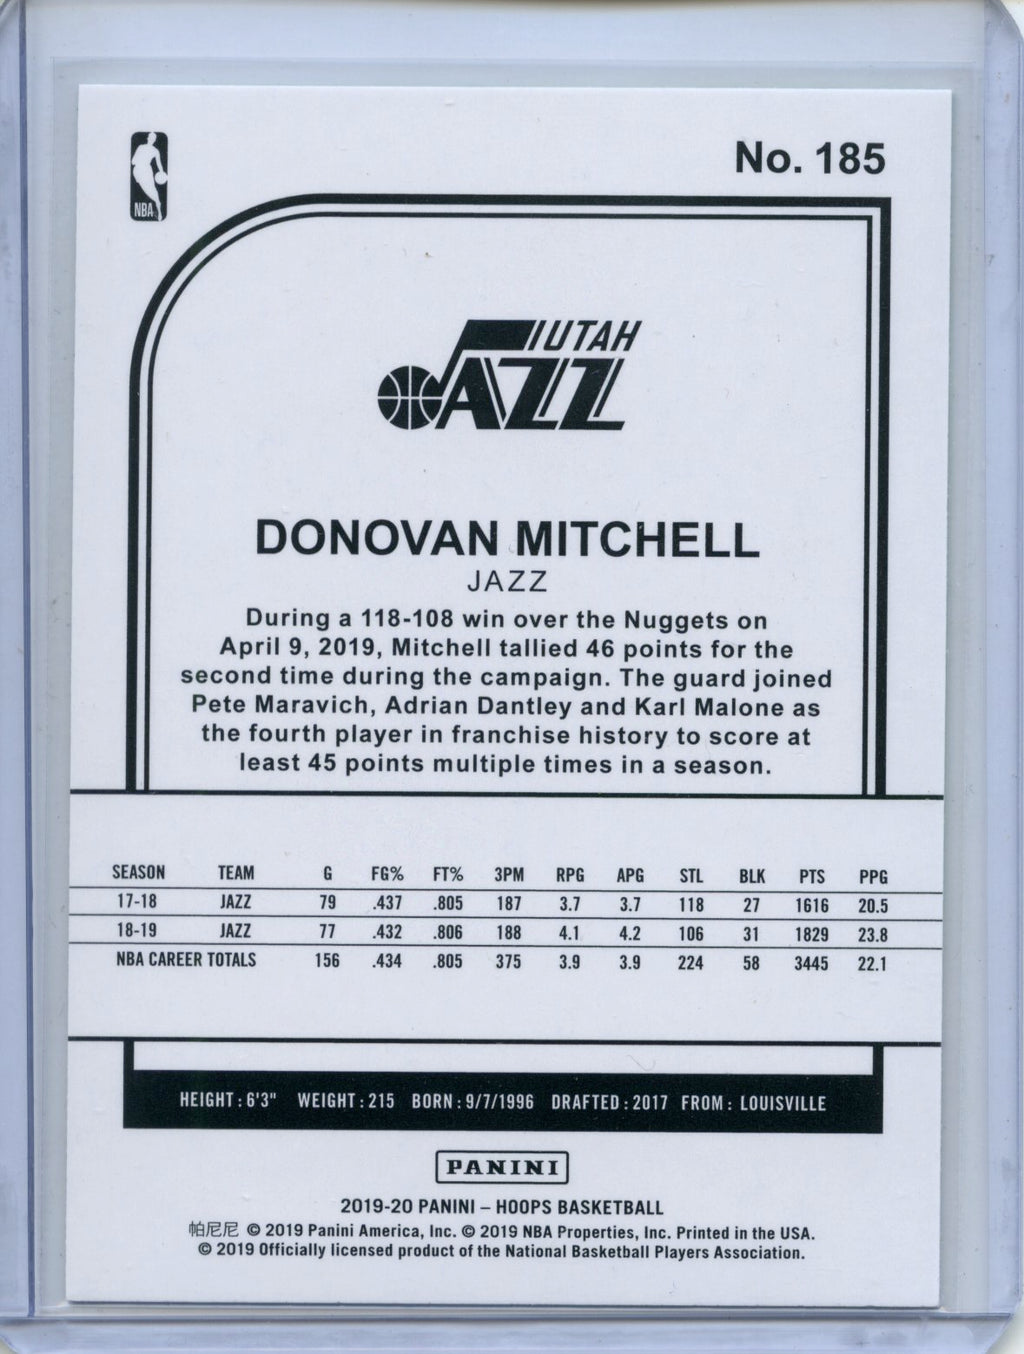 NBA
No. 185
UTAH
JAZZ
DONOVAN MITCHELL
JAZZ
During a 118-108 win over the Nuggets on
April 9, 2019, Mitchell tallied 46 points for the
second time during the campaign. The guard joined
Pete Maravich, Adrian Dantley and Karl Malone as
the fourth player in franchise history to score at
least 45 points multiple times in a season.
SEASON TEAM G FG% FT% 3PM RPG APG STL BLK PTS PPG
17-18 JAZZ 79 .437 .805 187 3.7 3.7 118 27 1616 20.5
18-19 JAZZ 77 .432 .806 188 4.1 4.2 106 31 1829 23.8
NBA CAREER TOTALS 156 .434 .805 375 3.9 3.9 224 58 3445 22.1
HEIGHT: 6'3" WEIGHT: 215 BORN: 9/7/1996 DRAFTED: 2017 FROM: LOUISVILLE
PANINI
2019-20 PANINI – HOOPS BASKETBALL
帕尼尼 © 2019 Panini America, Inc. © 2019 NBA Properties, Inc. Printed in the USA.
© 2019 Officially licensed product of the National Basketball Players Association.